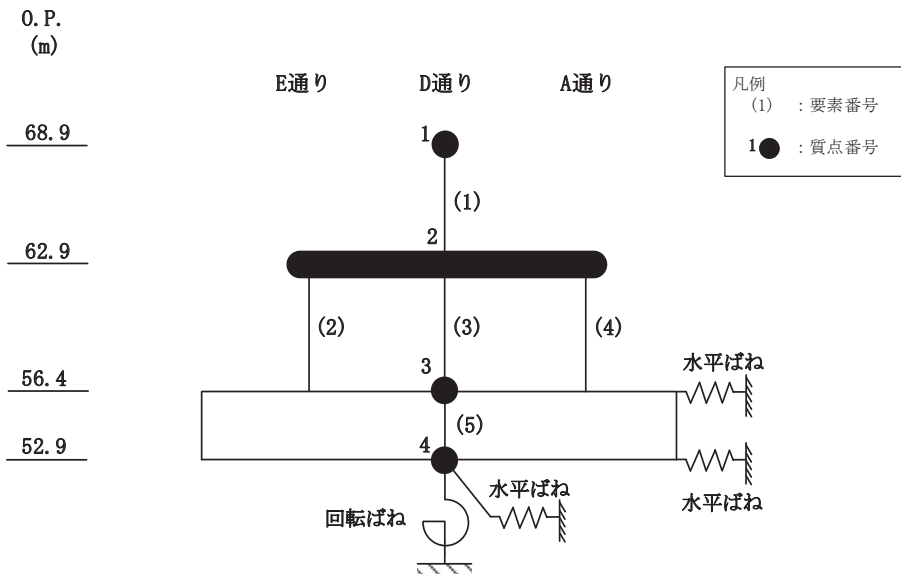 O.P.
(m)
E通り D通り A通り
凡例
(1) : 要素番号
1 : 質点番号
68.9
1
(1)
2
62.9
(2) (3) (4)
水平ばね
3
56.4
(5)
4
52.9
水平ばね
水平ばね
回転ばね